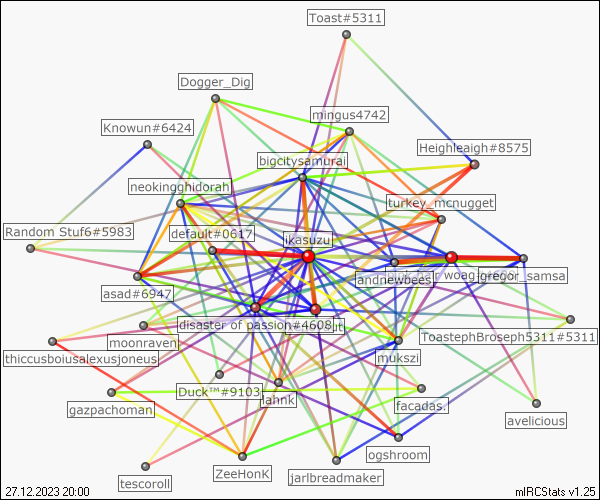 Toast#5311
Dogger_Dig
mingus4742
Knowun#6424
Heighleaigh#8575
bigcitysamurai
neokingghidorah
turkey_mcnugget
Random Stuf6#5983
default#0617
ikasuzu
gregor_samsa
andnewbees
asad#6947
disaster of passion#4608
moonraven
ToastephBroseph5311#5311
thiccusboiusalexusjoneus
mukszi
Duck™#9103
gazpachoman
facadas.
avelicious
ogshroom
tescoroll
ZeeHonK
jarlbreadmaker
27.12.2023 20:00
mIRCStats v1.25